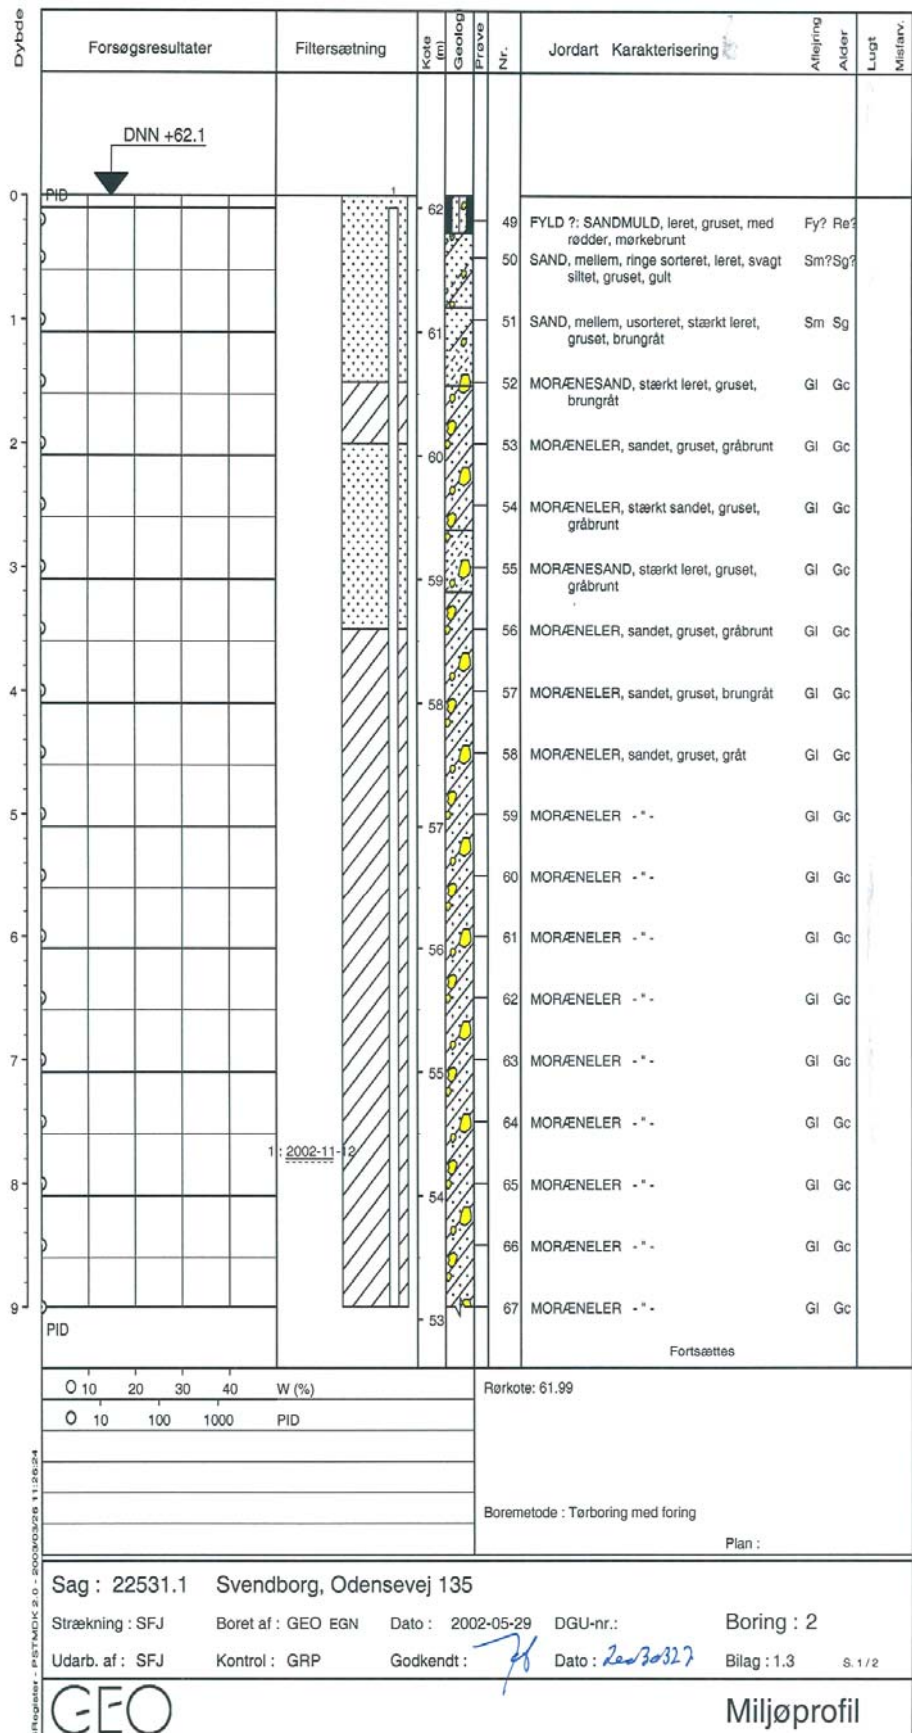 Dybde
Forsøgsresultater
Filtersætning
Kote (m)
Geologi
Prøve
Nr.
Jordart Karakterisering
Aflejring
Alder
Lugt
Misfarv.
DNN +62.1
PID
1
0
1
2
3
4
5
6
7
8
9
62
61
60
59
58
57
56
55
54
53
49 FYLD ?: SANDMULD, leret, gruset, med Fy? Re?
rødder, mørkebrunt
50 SAND, mellem, ringe sorteret, leret, svagt Sm? Sg?
siltet, gruset, gult
51 SAND, mellem, usorteret, stærkt leret, Sm Sg
gruset, brungråt
52 MORÆNESAND, stærkt leret, gruset, Gl Gc
brungråt
53 MORÆNELER, sandet, gruset, gråbrunt Gl Gc
54 MORÆNELER, stærkt sandet, gruset, Gl Gc
gråbrunt
55 MORÆNESAND, stærkt leret, gruset, Gl Gc
gråbrunt
56 MORÆNELER, sandet, gruset, gråbrunt Gl Gc
57 MORÆNELER, sandet, gruset, brungråt Gl Gc
58 MORÆNELER, sandet, gruset, gråt Gl Gc
59 MORÆNELER - " - Gl Gc
60 MORÆNELER - " - Gl Gc
61 MORÆNELER - " - Gl Gc
62 MORÆNELER - " - Gl Gc
63 MORÆNELER - " - Gl Gc
64 MORÆNELER - " - Gl Gc
1 : 2002-11-12
65 MORÆNELER - " - Gl Gc
66 MORÆNELER - " - Gl Gc
67 MORÆNELER - " - Gl Gc
PID
Fortsættes
O 10 20 30 40 W (%)
O 10 100 1000 PID
Rørkote: 61.99
Boremetode : Tørboring med foring
Plan :
Register - PSTMDK 2.0 - 2003/03/26 11:26:24
Sag : 22531.1 Svendborg, Odensevej 135
Strækning : SFJ Boret af : GEO EGN Dato : 2002-05-29 DGU-nr.: Boring : 2
Udarb. af : SFJ Kontrol : GRP Godkendt : Dato : 20030327 Bilag : 1.3 S. 1 / 2
GEO
Miljøprofil